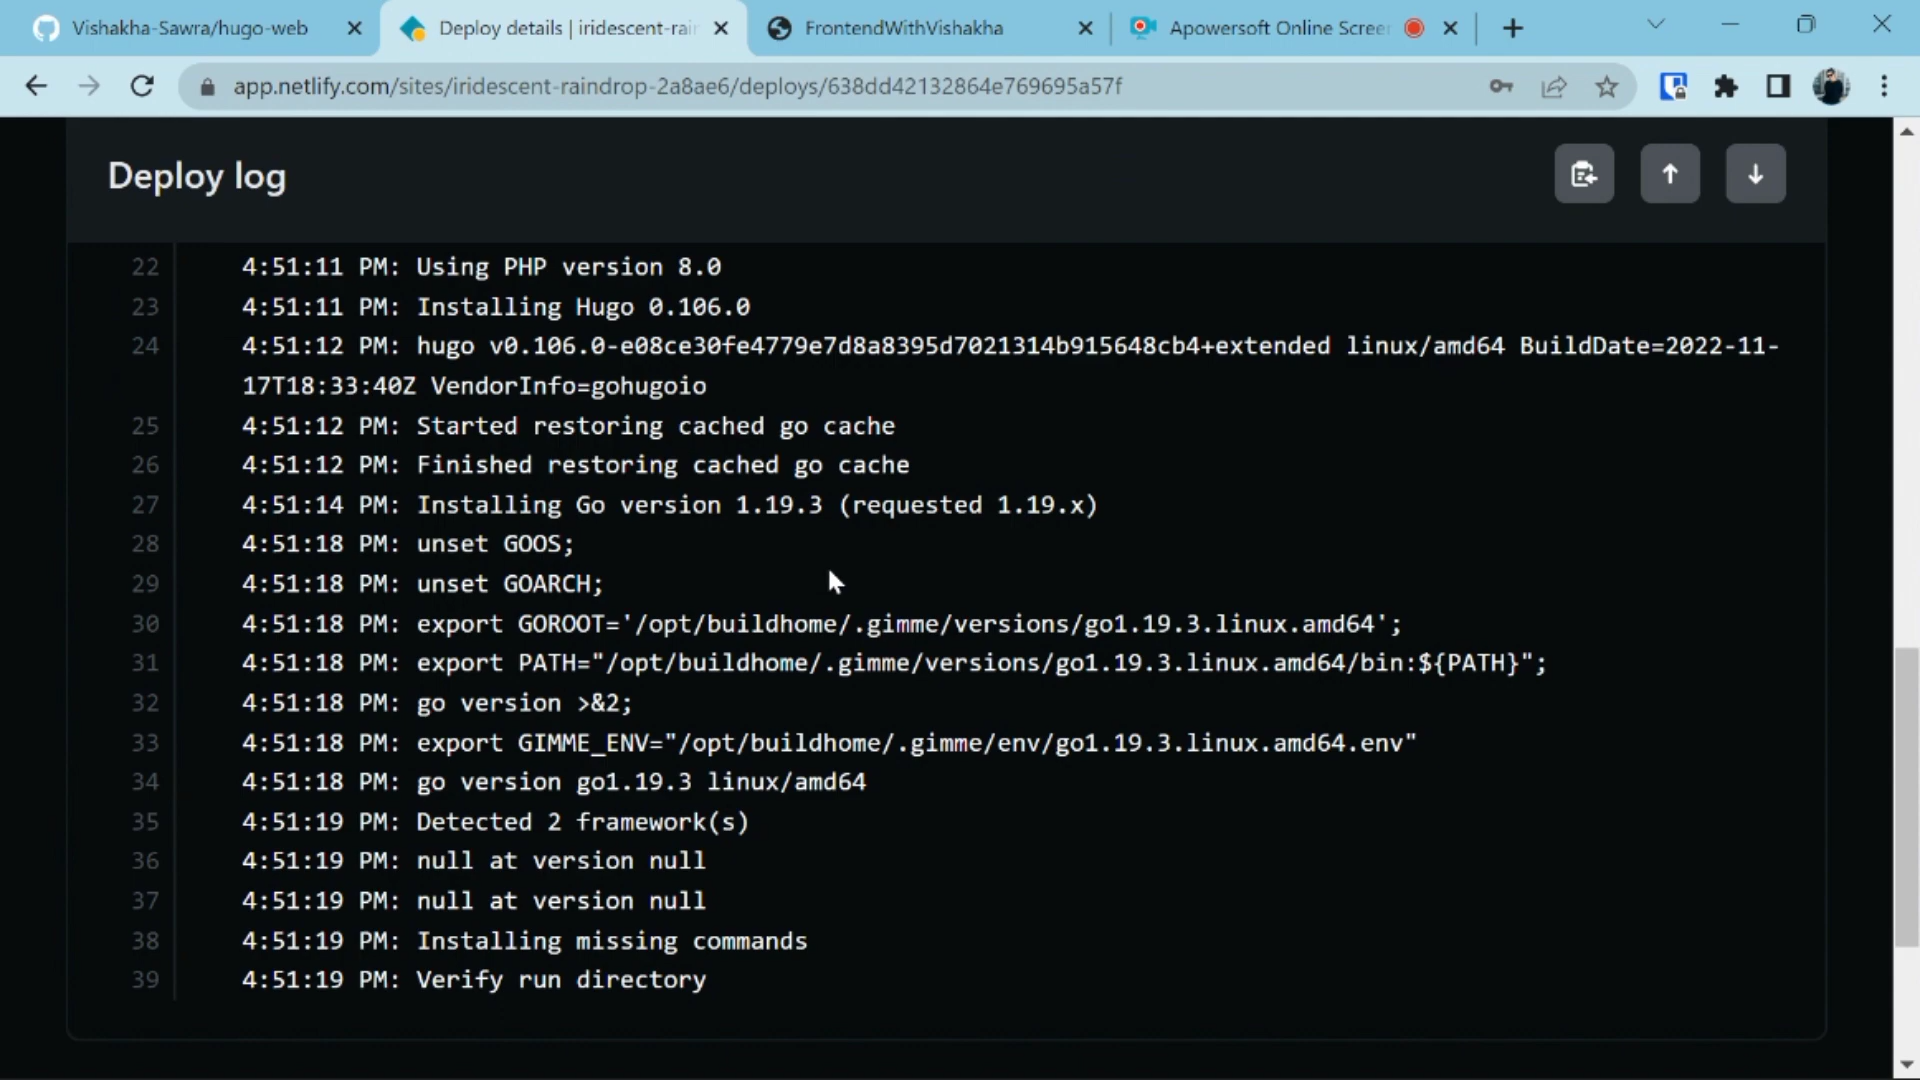 Vishakha-Sawra/hugo-web
Deploy details | iridescent-rai
FrontendWithVishakha
Apowersoft Online Screen
app.netlify.com/sites/iridescent-raindrop-2a8ae6/deploys/638dd42132864e769695a57f
Deploy log
22 4:51:11 PM: Using PHP version 8.0
23 4:51:11 PM: Installing Hugo 0.106.0
24 4:51:12 PM: hugo v0.106.0-e08ce30fe4779e7d8a8395d7021314b915648cb4+extended linux/amd64 BuildDate=2022-11-
17T18:33:40Z VendorInfo=gohugoio
25 4:51:12 PM: Started restoring cached go cache
26 4:51:12 PM: Finished restoring cached go cache
27 4:51:14 PM: Installing Go version 1.19.3 (requested 1.19.x)
28 4:51:18 PM: unset GOOS;
29 4:51:18 PM: unset GOARCH;
30 4:51:18 PM: export GOROOT='/opt/buildhome/.gimme/versions/go1.19.3.linux.amd64';
31 4:51:18 PM: export PATH="/opt/buildhome/.gimme/versions/go1.19.3.linux.amd64/bin:${PATH}";
32 4:51:18 PM: go version >&2;
33 4:51:18 PM: export GIMME_ENV="/opt/buildhome/.gimme/env/go1.19.3.linux.amd64.env"
34 4:51:18 PM: go version go1.19.3 linux/amd64
35 4:51:19 PM: Detected 2 framework(s)
36 4:51:19 PM: null at version null
37 4:51:19 PM: null at version null
38 4:51:19 PM: Installing missing commands
39 4:51:19 PM: Verify run directory